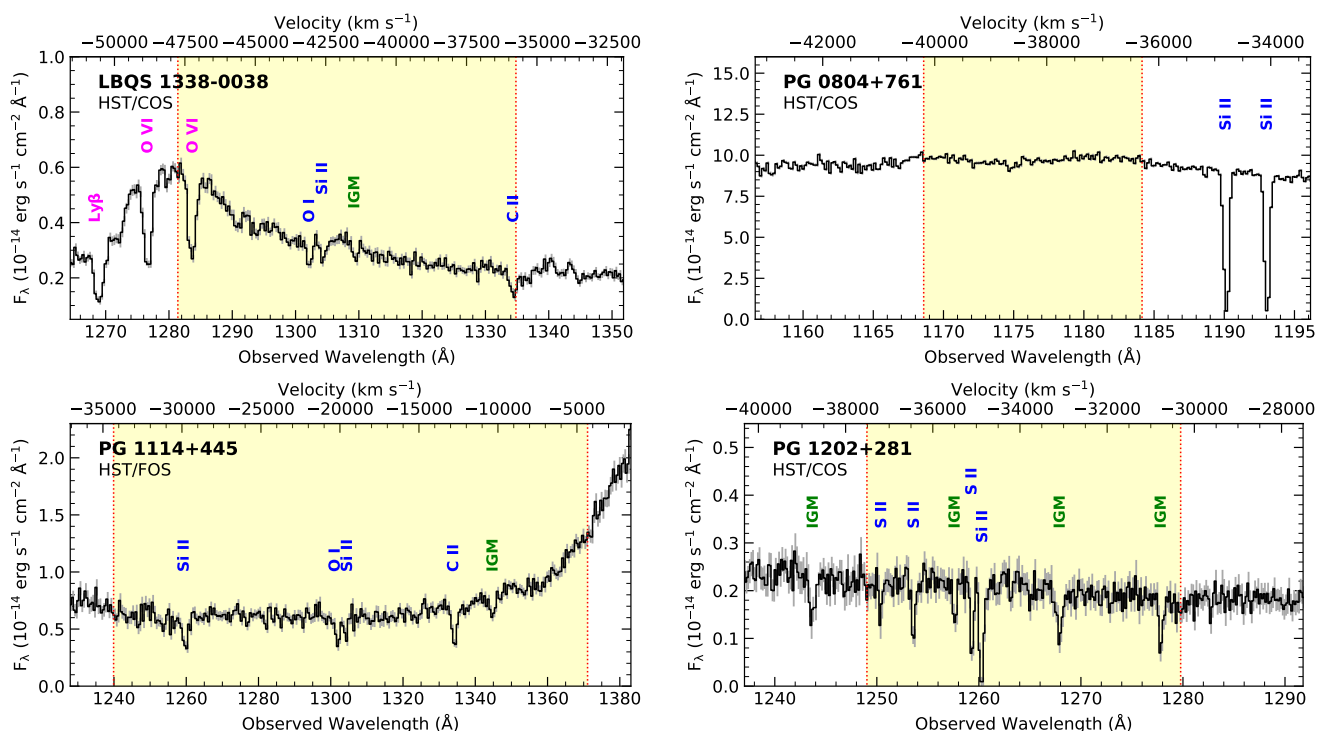 Velocity (km s⁻¹)
−50000 −47500 −45000 −42500 −40000 −37500 −35000 −32500
1.0
0.8
0.6
0.4
0.2
F_λ (10⁻¹⁴ erg s⁻¹ cm⁻² Å⁻¹)
LBQS 1338-0038
HST/COS
Lyβ
O VI
O VI
O I
Si II
IGM
C II
1270 1280 1290 1300 1310 1320 1330 1340 1350
Observed Wavelength (Å)
Velocity (km s⁻¹)
−42000 −40000 −38000 −36000 −34000
15.0
12.5
10.0
7.5
5.0
2.5
0.0
F_λ (10⁻¹⁴ erg s⁻¹ cm⁻² Å⁻¹)
PG 0804+761
HST/COS
Si II
Si II
1160 1165 1170 1175 1180 1185 1190 1195
Observed Wavelength (Å)
Velocity (km s⁻¹)
−35000 −30000 −25000 −20000 −15000 −10000 −5000
2.0
1.5
1.0
0.5
0.0
F_λ (10⁻¹⁴ erg s⁻¹ cm⁻² Å⁻¹)
PG 1114+445
HST/FOS
Si II
O I
Si II
C II
IGM
1240 1260 1280 1300 1320 1340 1360 1380
Observed Wavelength (Å)
Velocity (km s⁻¹)
−40000 −38000 −36000 −34000 −32000 −30000 −28000
0.5
0.4
0.3
0.2
0.1
0.0
F_λ (10⁻¹⁴ erg s⁻¹ cm⁻² Å⁻¹)
PG 1202+281
HST/COS
IGM
S II
S II
IGM
S II
Si II
IGM
IGM
1240 1250 1260 1270 1280 1290
Observed Wavelength (Å)